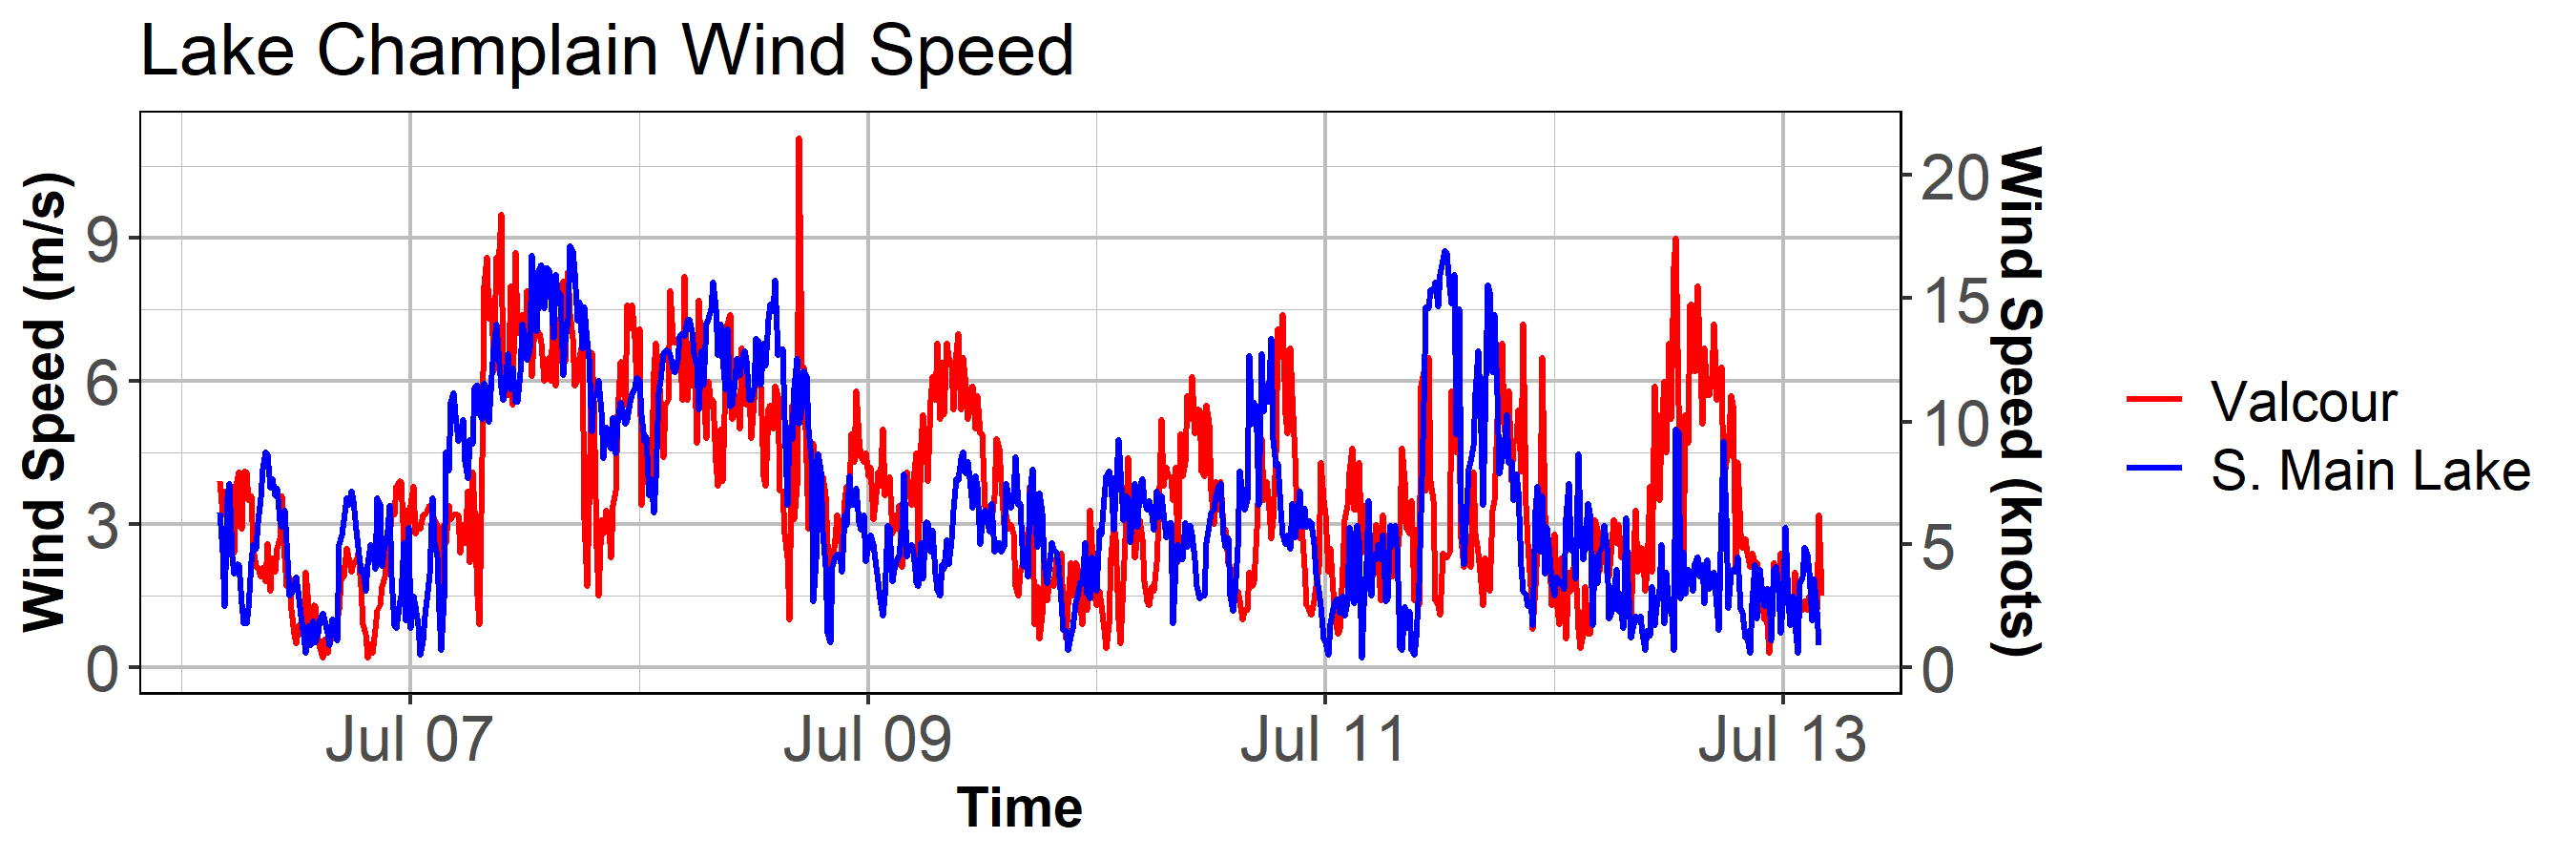 Lake Champlain Wind Speed
Wind Speed (m/s)
9
6
3
0
20
15
10
5
0
Wind Speed (knots)
Jul 07
Jul 09
Jul 11
Jul 13
Time
Valcour
S. Main Lake